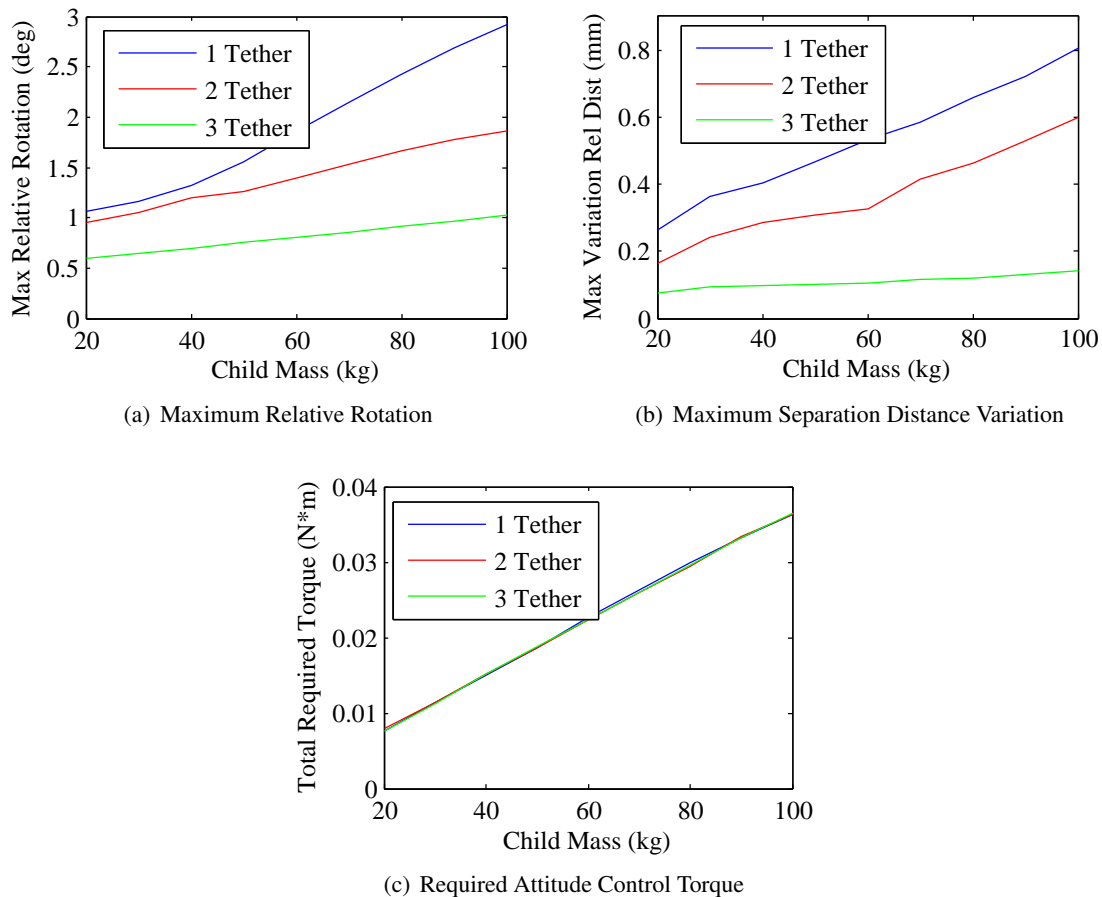 Max Relative Rotation (deg)
3
2.5
2
1.5
1
0.5
0
1 Tether
2 Tether
3 Tether
20 40 60 80 100
Child Mass (kg)
(a) Maximum Relative Rotation
Max Variation Rel Dist (mm)
0.8
0.6
0.4
0.2
0
1 Tether
2 Tether
3 Tether
20 40 60 80 100
Child Mass (kg)
(b) Maximum Separation Distance Variation
Total Required Torque (N*m)
0.04
0.03
0.02
0.01
0
1 Tether
2 Tether
3 Tether
20 40 60 80 100
Child Mass (kg)
(c) Required Attitude Control Torque